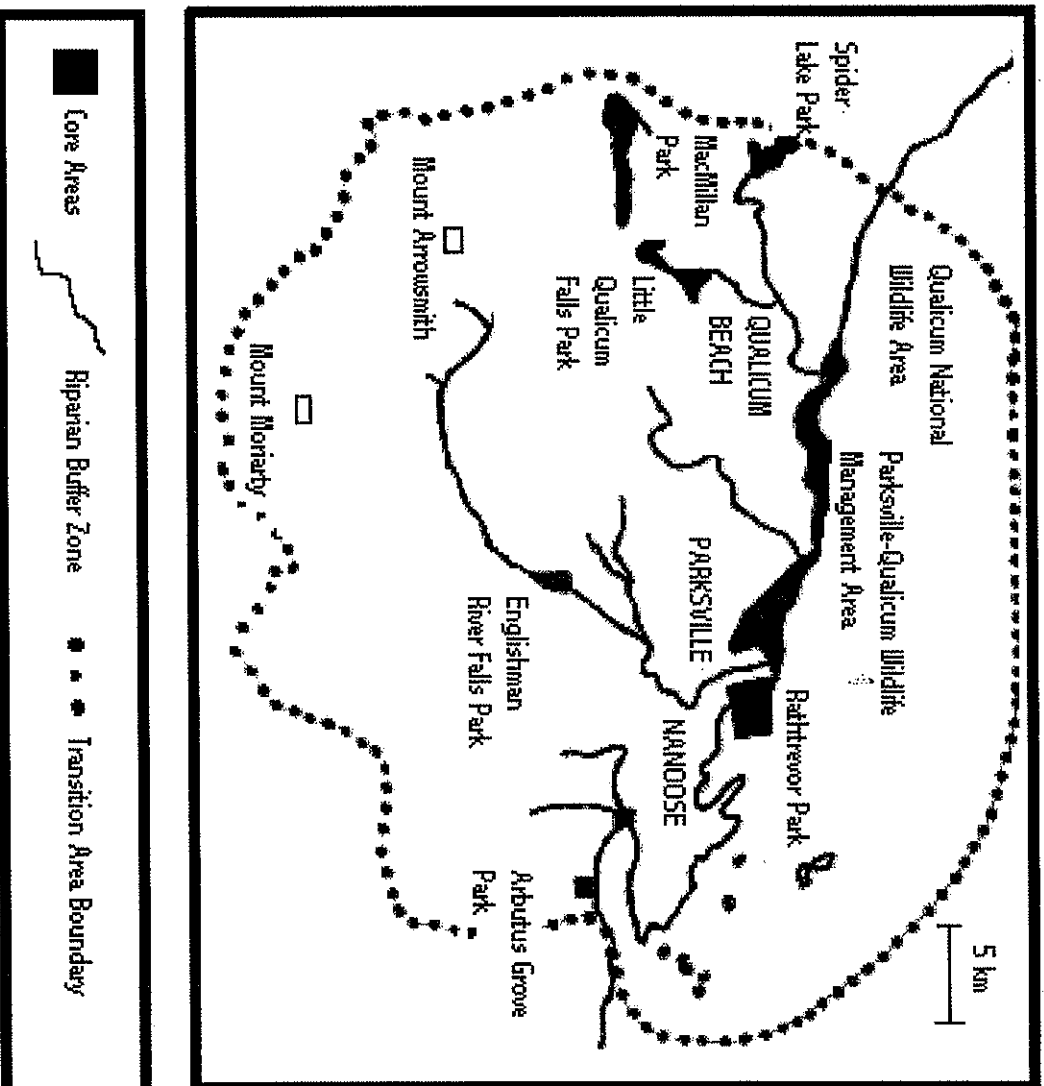 5 km
Spider
Lake Park
Qualicum National
Wildlife Area
Parksville-Qualicum Wildlife
Management Area
Rathtrevor Park
MacMillan
Park
QUALICUM
BEACH
Little
Qualicum
Falls Park
PARKSVILLE
NANOOSE
Mount Arrowsmith
Englishman
River Falls Park
Arbutus Grove
Park
Mount Moriarty
Core Areas
Riparian Buffer Zone
Transition Area Boundary